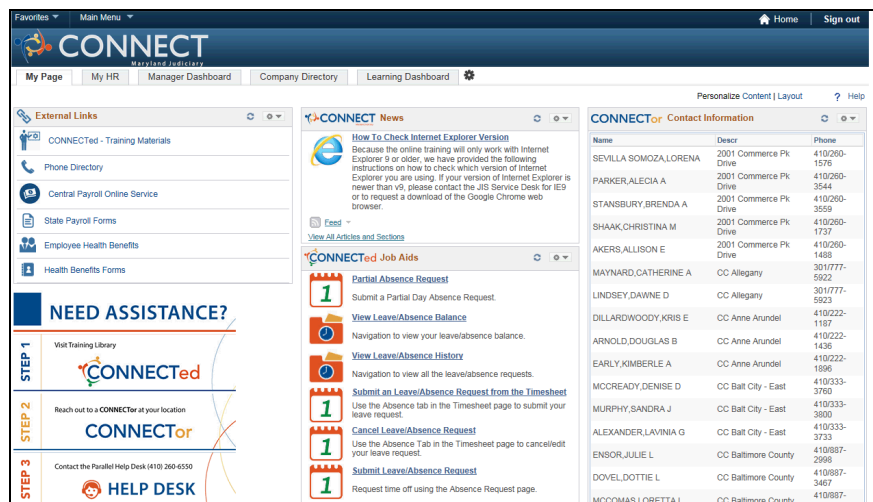 Favorites
Main Menu
Home
Sign out
CONNECT
Maryland Judiciary
My Page
My HR
Manager Dashboard
Company Directory
Learning Dashboard
Personalize Content | Layout
? Help
External Links
CONNECTed - Training Materials
Phone Directory
Central Payroll Online Service
State Payroll Forms
Employee Health Benefits
Health Benefits Forms
NEED ASSISTANCE?
STEP 1
Visit Training Library
CONNECTed
STEP 2
Reach out to a CONNECTor at your location
CONNECTor
STEP 3
Contact the Parallel Help Desk (410) 260-6550
HELP DESK
CONNECT News
How To Check Internet Explorer Version
Because the online training will only work with Internet
Explorer 9 or older, we have provided the following
instructions on how to check which version of Internet
Explorer you are using. If your version of Internet Explorer is
newer than v9, please contact the JIS Service Desk for IE9
or to request a download of the Google Chrome web
browser.
Feed
View All Articles and Sections
CONNECTed Job Aids
1
Partial Absence Request
Submit a Partial Day Absence Request.
View Leave/Absence Balance
Navigation to view your leave/absence balance.
View Leave/Absence History
Navigation to view all the leave/absence requests.
1
Submit an Leave/Absence Request from the Timesheet
Use the Absence tab in the Timesheet page to submit your
leave request.
1
Cancel Leave/Absence Request
Use the Absence Tab in the Timesheet page to cancel/edit
your leave request.
1
Submit Leave/Absence Request
Request time off using the Absence Request page.
CONNECTor Contact Information
Name Descr Phone
SEVILLA SOMOZA,LORENA 2001 Commerce Pk Drive 410/260-1576
PARKER,ALECIA A 2001 Commerce Pk Drive 410/260-3544
STANSBURY,BRENDA A 2001 Commerce Pk Drive 410/260-3559
SHAAK,CHRISTINA M 2001 Commerce Pk Drive 410/260-1737
AKERS,ALLISON E 2001 Commerce Pk Drive 410/260-1488
MAYNARD,CATHERINE A CC Allegany 301/777-5922
LINDSEY,DAWNE D CC Allegany 301/777-5923
DILLARDWOODY,KRIS E CC Anne Arundel 410/222-1187
ARNOLD,DOUGLAS B CC Anne Arundel 410/222-1436
EARLY,KIMBERLE A CC Anne Arundel 410/222-1896
MCCREADY,DENISE D CC Balt City - East 410/333-3760
MURPHY,SANDRA J CC Balt City - East 410/333-3800
ALEXANDER,LAVINIA G CC Balt City - East 410/333-3733
ENSOR,JULIE L CC Baltimore County 410/887-2998
DOVEL,DOTTIE L CC Baltimore County 410/887-3467
MCCOMAS,LORETTA L CC Baltimore County 410/887-